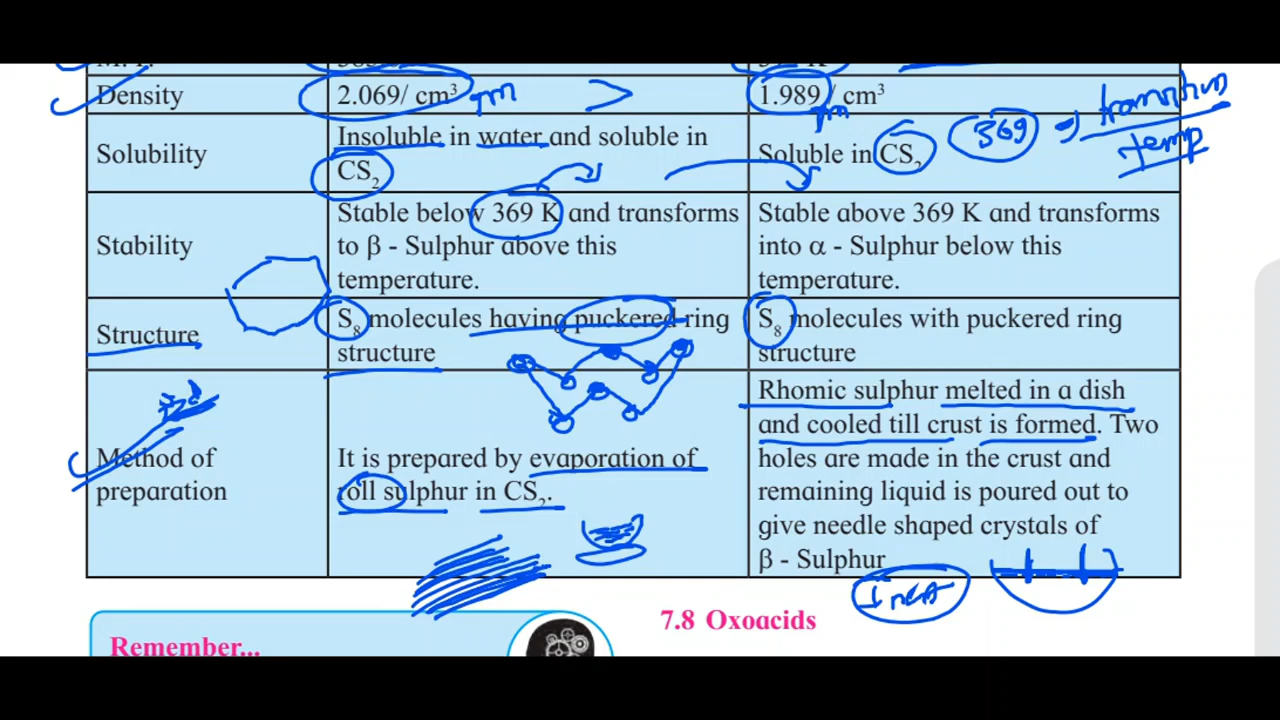 Density
2.069/ cm³ gm
>
1.989 / cm³
gm
369 ⇒ transition
temp
Solubility
Insoluble in water and soluble in
CS₂
Soluble in CS₂
Stability
Stable below 369 K and transforms
to β - Sulphur above this
temperature.
Stable above 369 K and transforms
into α - Sulphur below this
temperature.
Structure
S₈ molecules having puckered ring
structure
S₈ molecules with puckered ring
structure
Method of
preparation
It is prepared by evaporation of
roll sulphur in CS₂.
Rhomic sulphur melted in a dish
and cooled till crust is formed. Two
holes are made in the crust and
remaining liquid is poured out to
give needle shaped crystals of
β - Sulphur
7.8 Oxoacids
Remember...